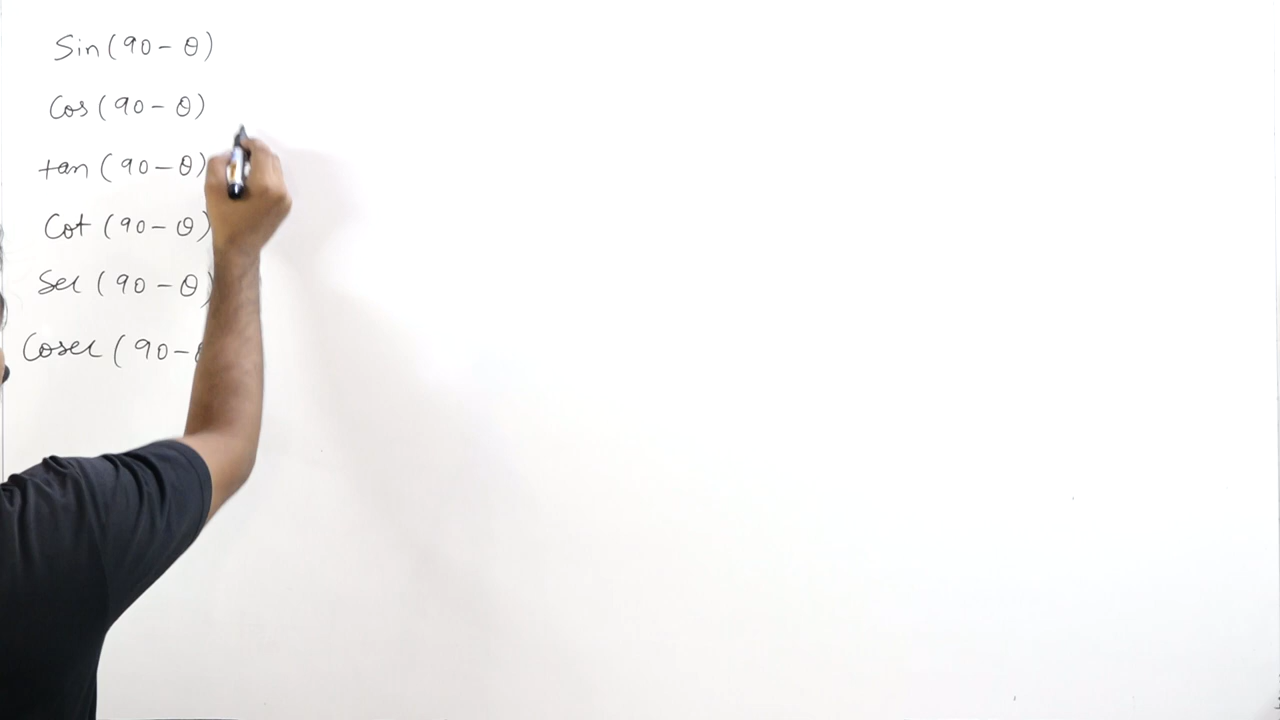 Sin (90 - θ)
Cos (90 - θ)
tan (90 - θ)
Cot (90 - θ)
Sec (90 - θ)
Cosec (90 -